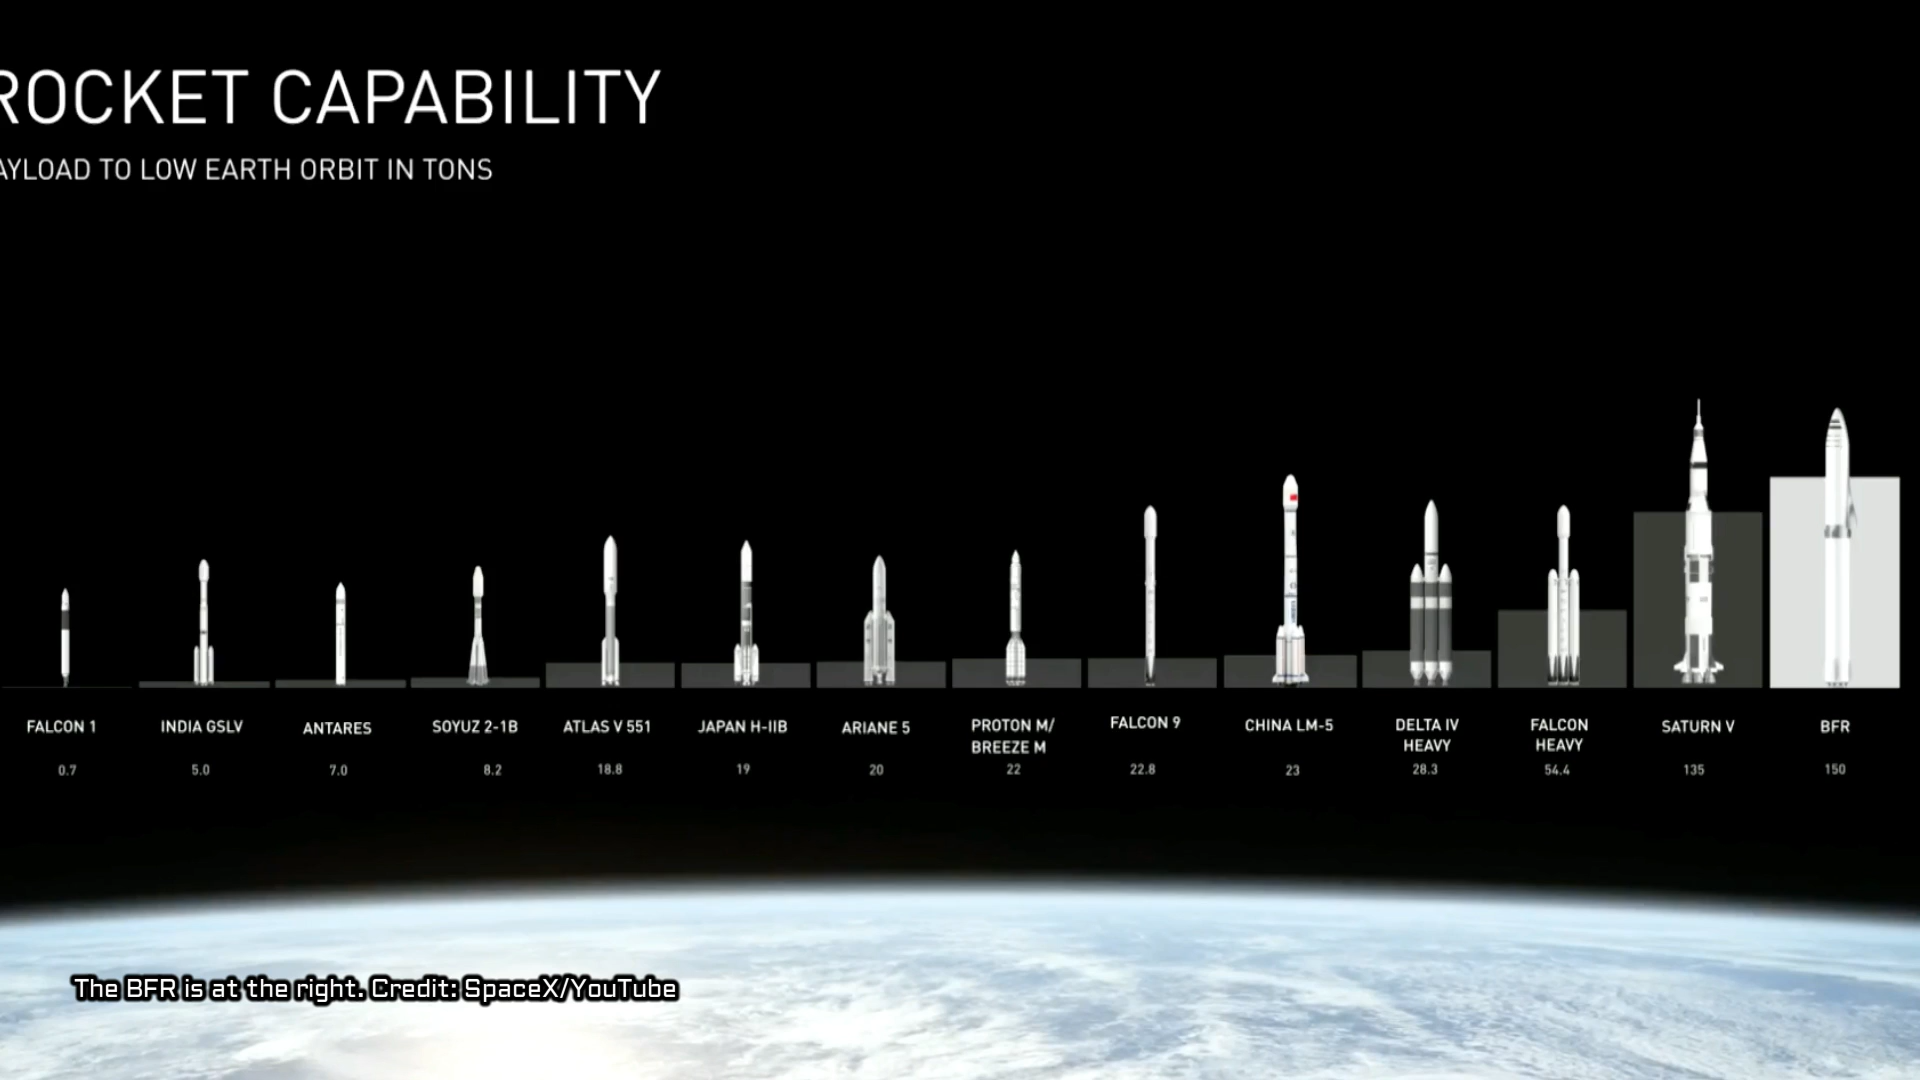 ROCKET CAPABILITY
AYLOAD TO LOW EARTH ORBIT IN TONS
FALCON 1
0.7
INDIA GSLV
5.0
ANTARES
7.0
SOYUZ 2-1B
8.2
ATLAS V 551
18.8
JAPAN H-IIB
19
ARIANE 5
20
PROTON M/
BREEZE M
22
FALCON 9
22.8
CHINA LM-5
23
DELTA IV
HEAVY
28.3
FALCON
HEAVY
54.4
SATURN V
135
BFR
150
The BFR is at the right. Credit: SpaceX/YouTube